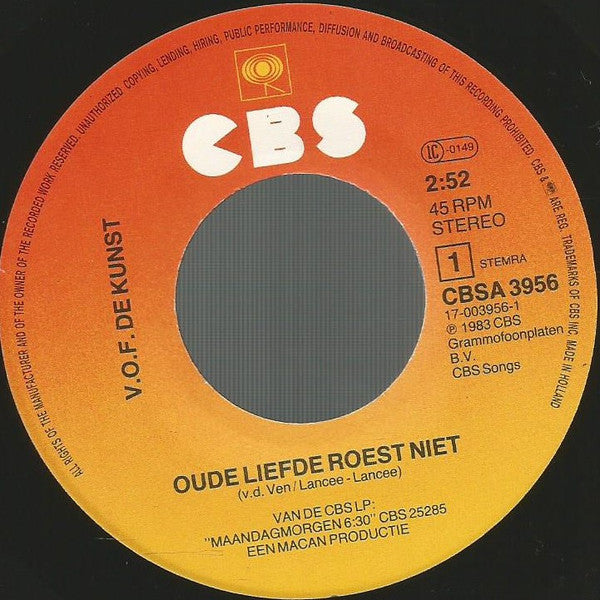 ALL RIGHTS OF THE MANUFACTURER AND OF THE OWNER OF THE RECORDED WORK RESERVED. UNAUTHORIZED COPYING, LENDING, HIRING, PUBLIC PERFORMANCE, DIFFUSION AND BROADCASTING OF THIS RECORDING PROHIBITED. CBS & ARE REG. TRADEMARKS OF CBS INC. MADE IN HOLLAND
CBS
LC -0149
2:52
45 RPM
STEREO
1 STEMRA
CBSA 3956
17-003956-1
℗ 1983 CBS
Grammofoonplaten
B.V.
CBS Songs
V.O.F. DE KUNST
OUDE LIEFDE ROEST NIET
(v.d. Ven/Lancee-Lancee)
VAN DE CBS LP:
"MAANDAGMORGEN 6:30" CBS 25285
EEN MACAN PRODUCTIE